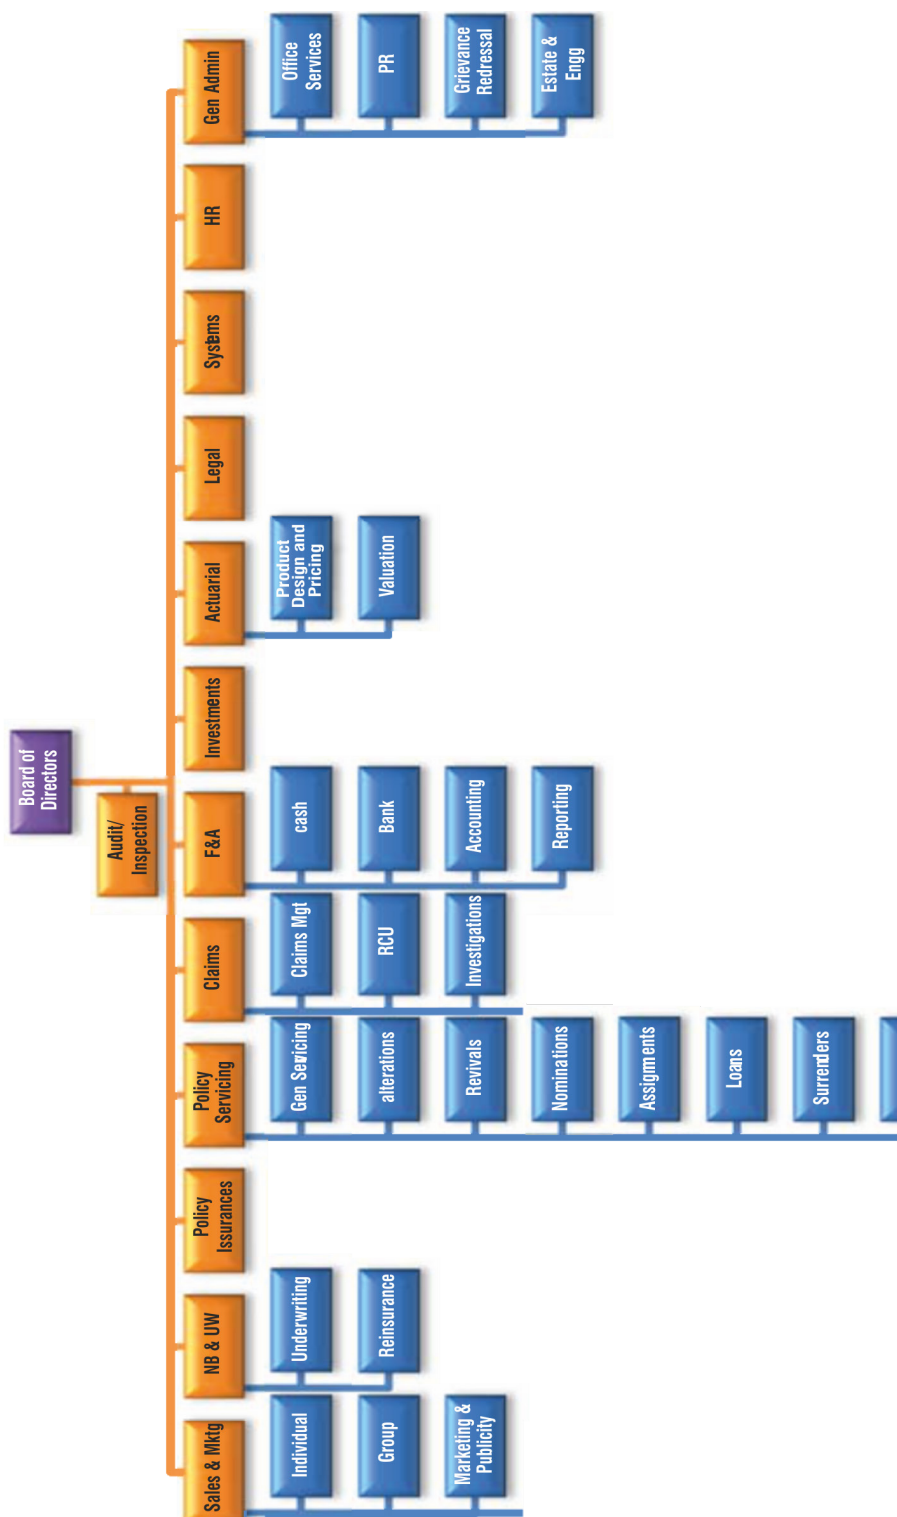 Board of
Directors
Audit/
Inspection
Sales & Mktg
NB & UW
Policy
Issurances
Policy
Servicing
Claims
F&A
Investments
Actuarial
Legal
Systems
HR
Gen Admin
Individual
Group
Marketing &
Publicity
Underwriting
Reinsurance
Gen Servicing
alterations
Revivals
Nominations
Assignments
Loans
Surrenders
Claims Mgt
RCU
Investigations
cash
Bank
Accounting
Reporting
Product
Design and
Pricing
Valuation
Office
Services
PR
Grievance
Redressal
Estate &
Engg